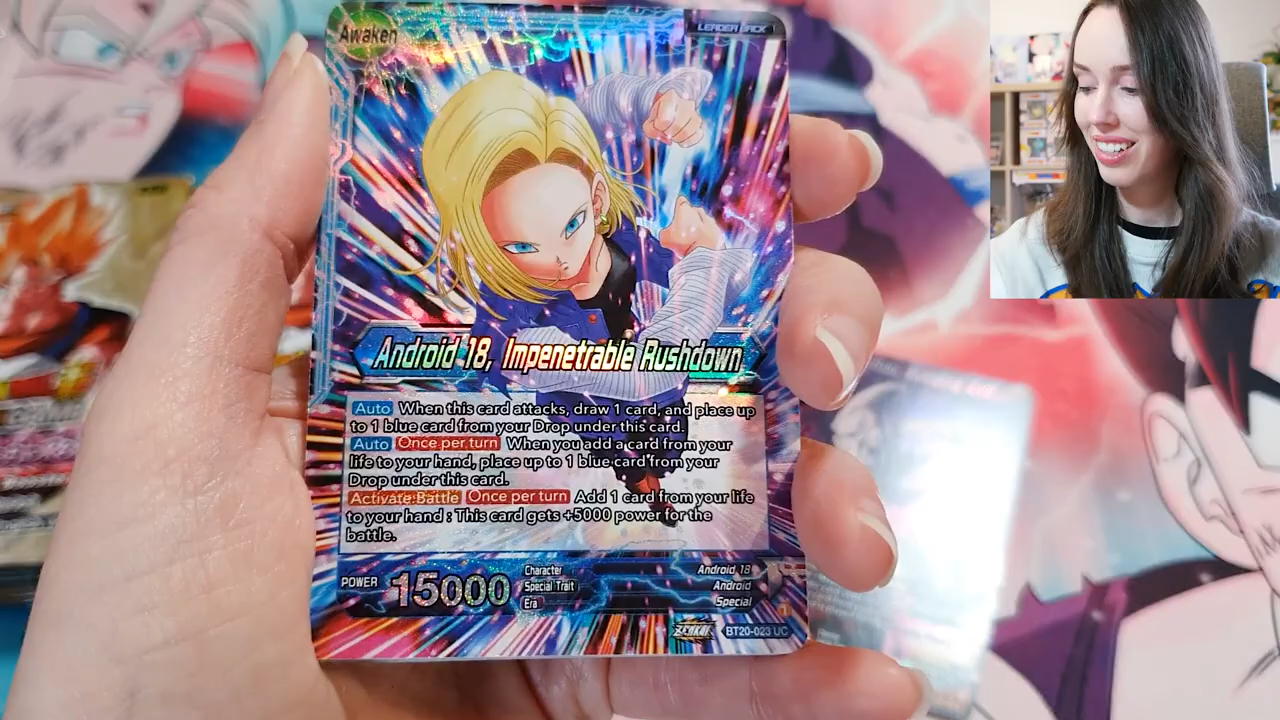 Awaken
LEADER BACK
Android 18, Impenetrable Rushdown
Auto When this card attacks, draw 1 card, and place up
to 1 blue card from your Drop under this card.
Auto Once per turn When you add a card from your
life to your hand, place up to 1 blue card from your
Drop under this card.
Activate:Battle Once per turn Add 1 card from your life
to your hand : This card gets +5000 power for the
battle.
POWER 15000
Character Android 18
Special Trait Android
Era Special
ZENKAI BT20-023 UC